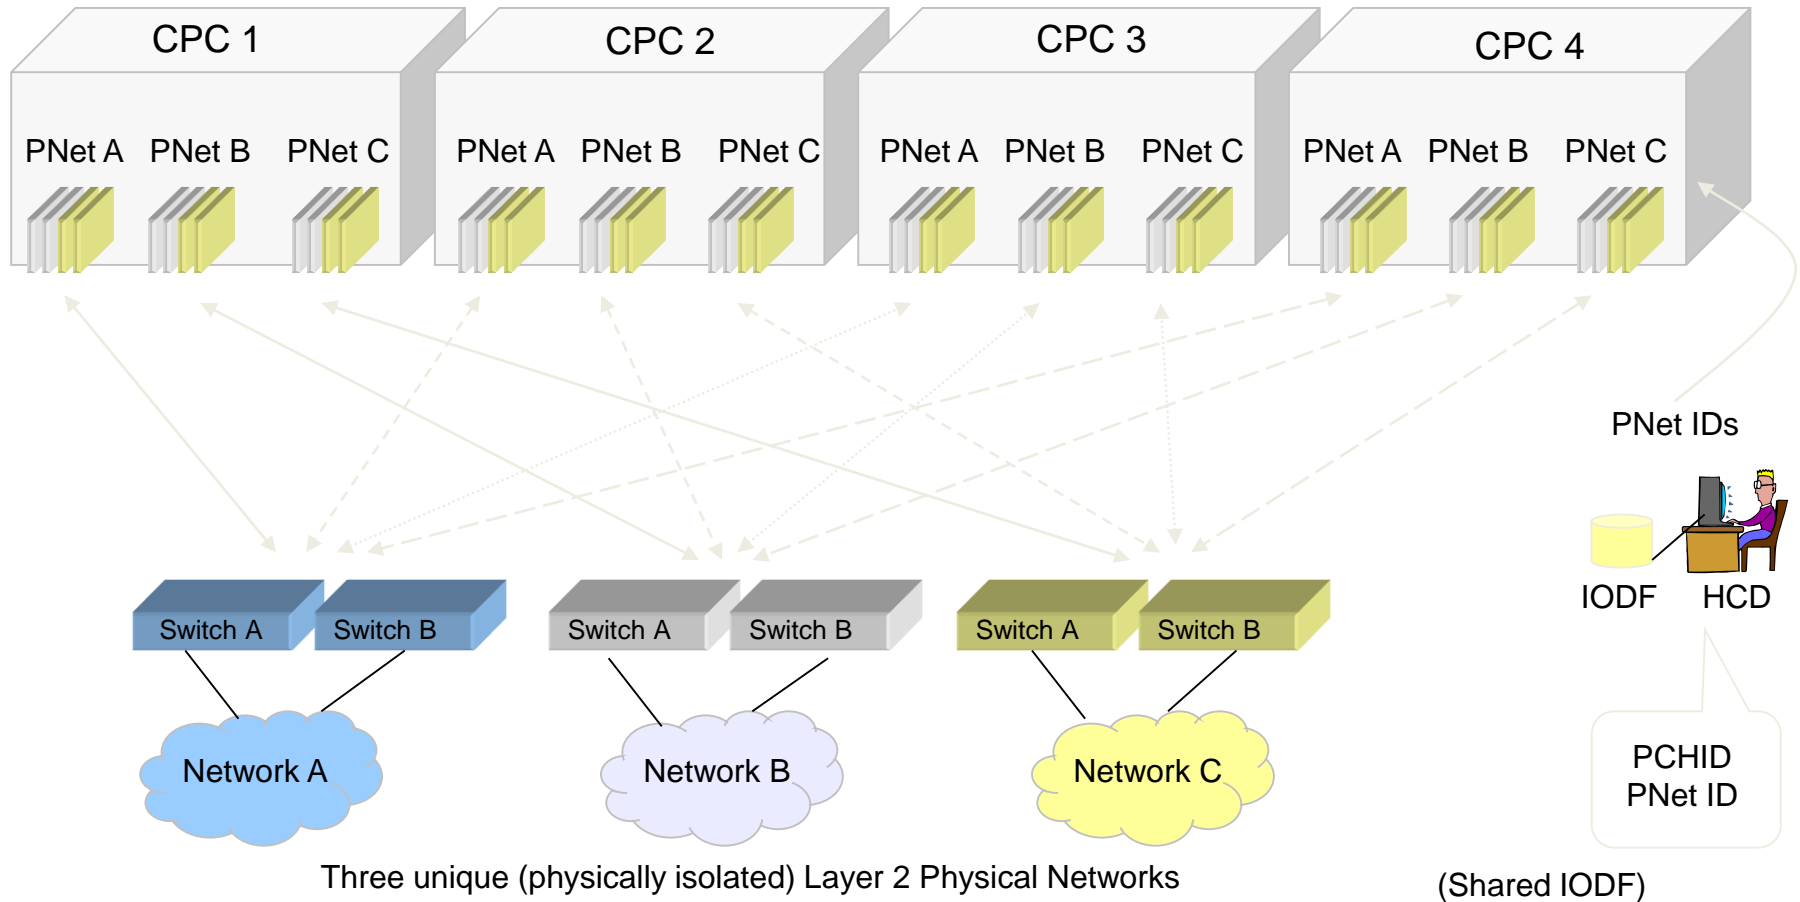 CPC 1
CPC 2
CPC 3
CPC 4
PNet A
PNet B
PNet C
PNet A
PNet B
PNet C
PNet A
PNet B
PNet C
PNet A
PNet B
PNet C
PNet IDs
IODF
HCD
Switch A
Switch B
Switch A
Switch B
Switch A
Switch B
Network A
Network B
Network C
PCHID
PNet ID
Three unique (physically isolated) Layer 2 Physical Networks
(Shared IODF)